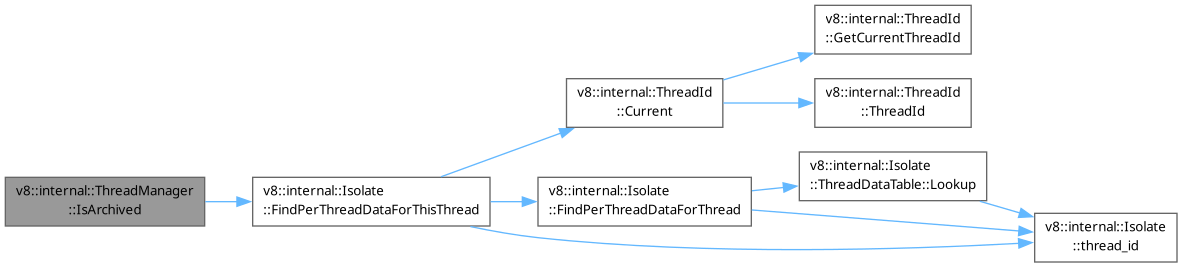 v8::internal::ThreadManager
::IsArchived
v8::internal::Isolate
::FindPerThreadDataForThisThread
v8::internal::ThreadId
::Current
v8::internal::ThreadId
::GetCurrentThreadId
v8::internal::ThreadId
::ThreadId
v8::internal::Isolate
::FindPerThreadDataForThread
v8::internal::Isolate
::ThreadDataTable::Lookup
v8::internal::Isolate
::thread_id